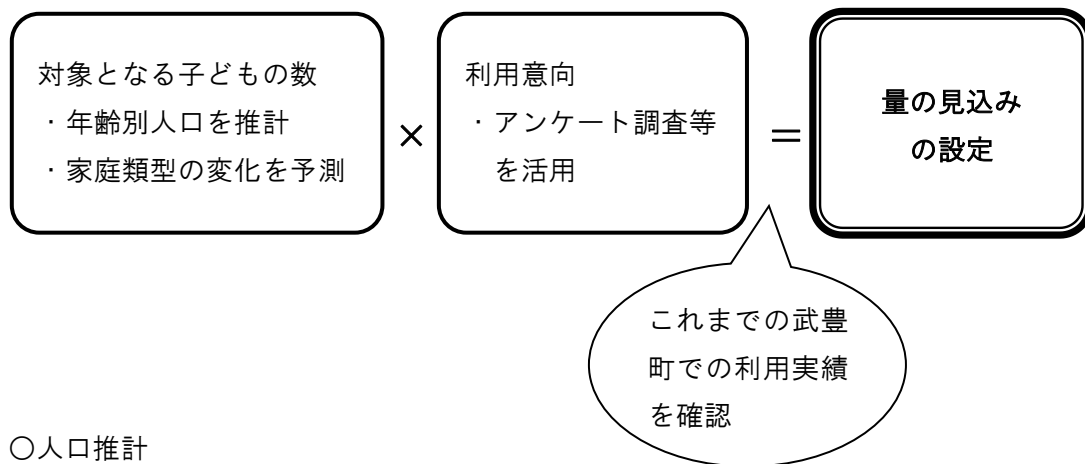 対象となる子どもの数
・年齢別人口を推計
・家庭類型の変化を予測
×
利用意向
・アンケート調査等
を活用
＝
量の見込み
の設定
これまでの武豊
町での利用実績
を確認
〇人口推計